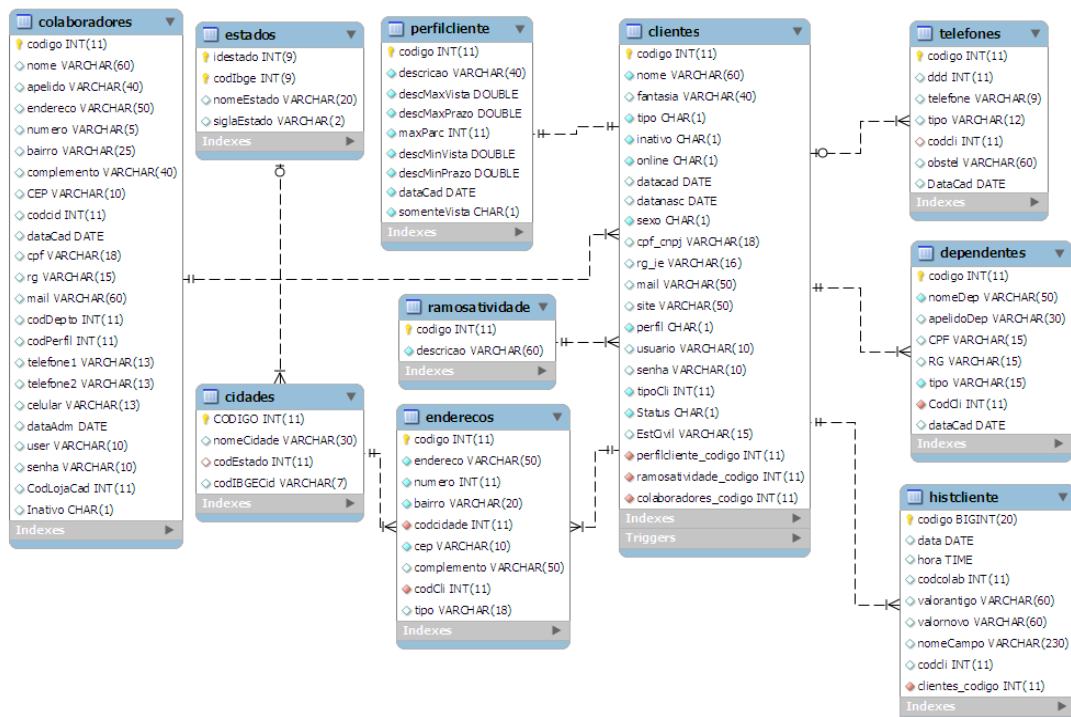 colaboradores
codigo INT(11)
nome VARCHAR(60)
apelido VARCHAR(40)
endereco VARCHAR(50)
numero VARCHAR(5)
bairro VARCHAR(25)
complemento VARCHAR(40)
CEP VARCHAR(10)
codcid INT(11)
dataCad DATE
cpf VARCHAR(18)
rg VARCHAR(15)
mail VARCHAR(60)
codDepto INT(11)
codPerfil INT(11)
telefone1 VARCHAR(13)
telefone2 VARCHAR(13)
celular VARCHAR(13)
dataAdm DATE
user VARCHAR(10)
senha VARCHAR(10)
CodLojaCad INT(11)
Inativo CHAR(1)
Indexes
estados
idestado INT(9)
codIbge INT(9)
nomeEstado VARCHAR(20)
siglaEstado VARCHAR(2)
Indexes
cidades
CODIGO INT(11)
nomeCidade VARCHAR(30)
codEstado INT(11)
codIBGECid VARCHAR(7)
Indexes
perfilcliente
codigo INT(11)
descricao VARCHAR(40)
descMaxVista DOUBLE
descMaxPrazo DOUBLE
maxParc INT(11)
descMinVista DOUBLE
descMinPrazo DOUBLE
dataCad DATE
somenteVista CHAR(1)
Indexes
ramosatividade
codigo INT(11)
descricao VARCHAR(60)
Indexes
enderecos
codigo INT(11)
endereco VARCHAR(50)
numero INT(11)
bairro VARCHAR(20)
codcidade INT(11)
cep VARCHAR(10)
complemento VARCHAR(50)
codCli INT(11)
tipo VARCHAR(18)
Indexes
clientes
codigo INT(11)
nome VARCHAR(60)
fantasia VARCHAR(40)
tipo CHAR(1)
inativo CHAR(1)
online CHAR(1)
datacad DATE
datanasc DATE
sexo CHAR(1)
cpf_cnpj VARCHAR(18)
rg_ie VARCHAR(16)
mail VARCHAR(50)
site VARCHAR(50)
perfil CHAR(1)
usuario VARCHAR(10)
senha VARCHAR(10)
tipoCli INT(11)
Status CHAR(1)
EstCivil VARCHAR(15)
perfilcliente_codigo INT(11)
ramosatividade_codigo INT(11)
colaboradores_codigo INT(11)
Indexes
Triggers
telefones
codigo INT(11)
ddd INT(11)
telefone VARCHAR(9)
tipo VARCHAR(12)
codcli INT(11)
obstel VARCHAR(60)
DataCad DATE
Indexes
dependentes
codigo INT(11)
nomeDep VARCHAR(50)
apelidoDep VARCHAR(30)
CPF VARCHAR(15)
RG VARCHAR(15)
tipo VARCHAR(15)
CodCli INT(11)
dataCad DATE
Indexes
histcliente
codigo BIGINT(20)
data DATE
hora TIME
codcolab INT(11)
valorantigo VARCHAR(60)
valornovo VARCHAR(60)
nomeCampo VARCHAR(230)
codcli INT(11)
clientes_codigo INT(11)
Indexes